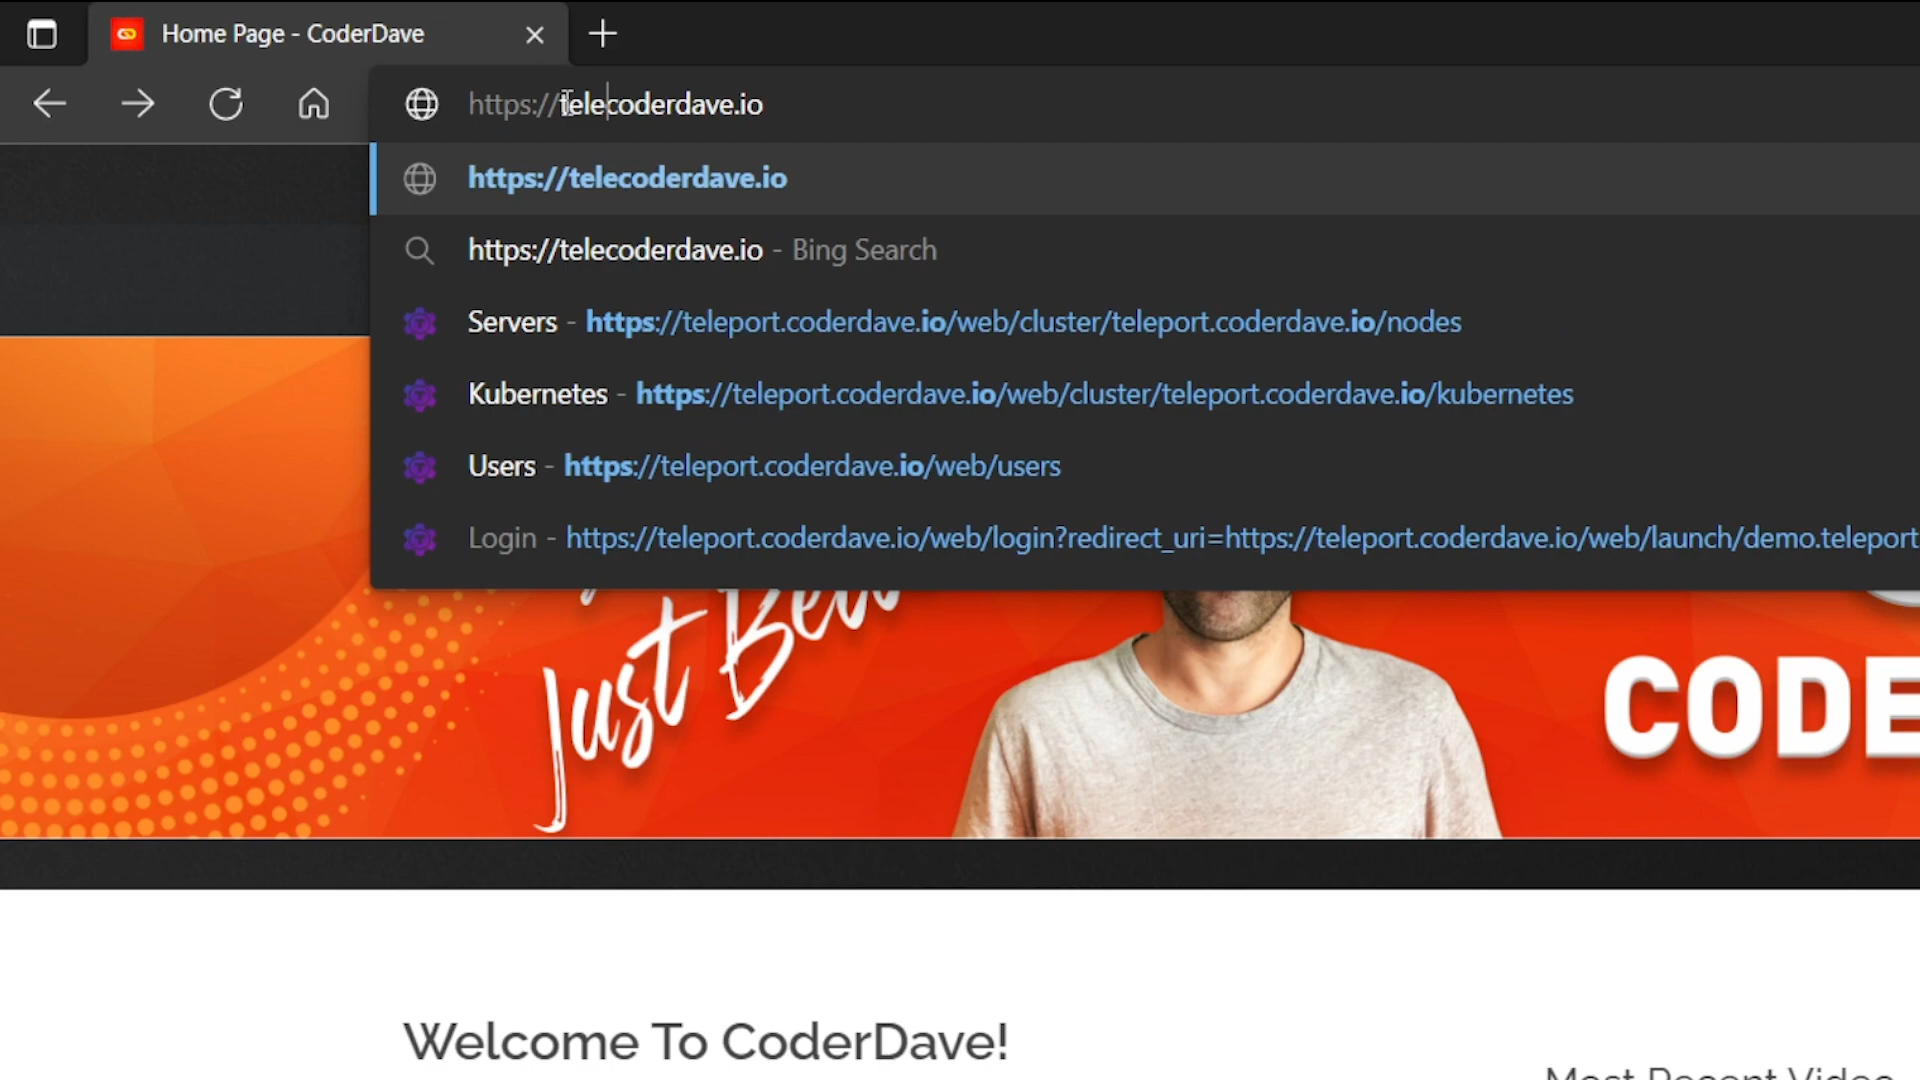 Home Page - CoderDave
https://telecoderdave.io
https://telecoderdave.io
https://telecoderdave.io - Bing Search
Servers - https://teleport.coderdave.io/web/cluster/teleport.coderdave.io/nodes
Kubernetes - https://teleport.coderdave.io/web/cluster/teleport.coderdave.io/kubernetes
Users - https://teleport.coderdave.io/web/users
Login - https://teleport.coderdave.io/web/login?redirect_uri=https://teleport.coderdave.io/web/launch/demo.teleport
Just
CODE
Welcome To CoderDave!
Most Recent Video